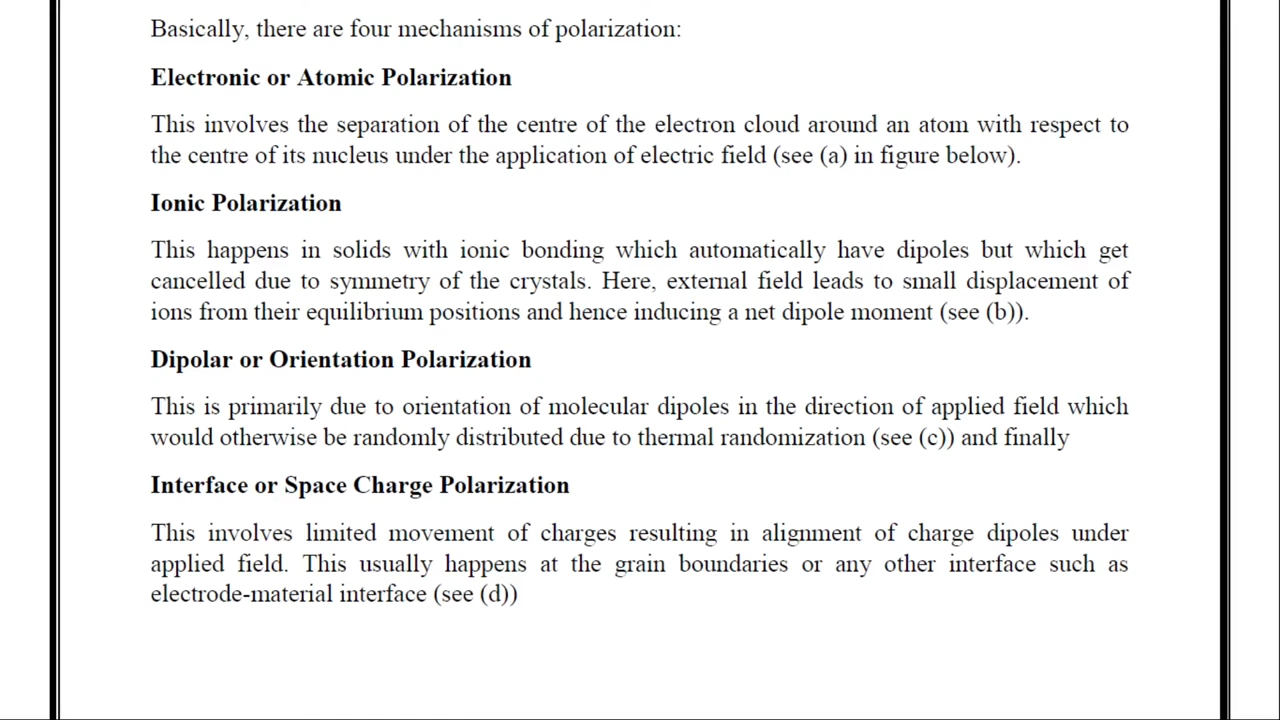 Basically, there are four mechanisms of polarization:
Electronic or Atomic Polarization
This involves the separation of the centre of the electron cloud around an atom with respect to
the centre of its nucleus under the application of electric field (see (a) in figure below).
Ionic Polarization
This happens in solids with ionic bonding which automatically have dipoles but which get
cancelled due to symmetry of the crystals. Here, external field leads to small displacement of
ions from their equilibrium positions and hence inducing a net dipole moment (see (b)).
Dipolar or Orientation Polarization
This is primarily due to orientation of molecular dipoles in the direction of applied field which
would otherwise be randomly distributed due to thermal randomization (see (c)) and finally
Interface or Space Charge Polarization
This involves limited movement of charges resulting in alignment of charge dipoles under
applied field. This usually happens at the grain boundaries or any other interface such as
electrode-material interface (see (d))